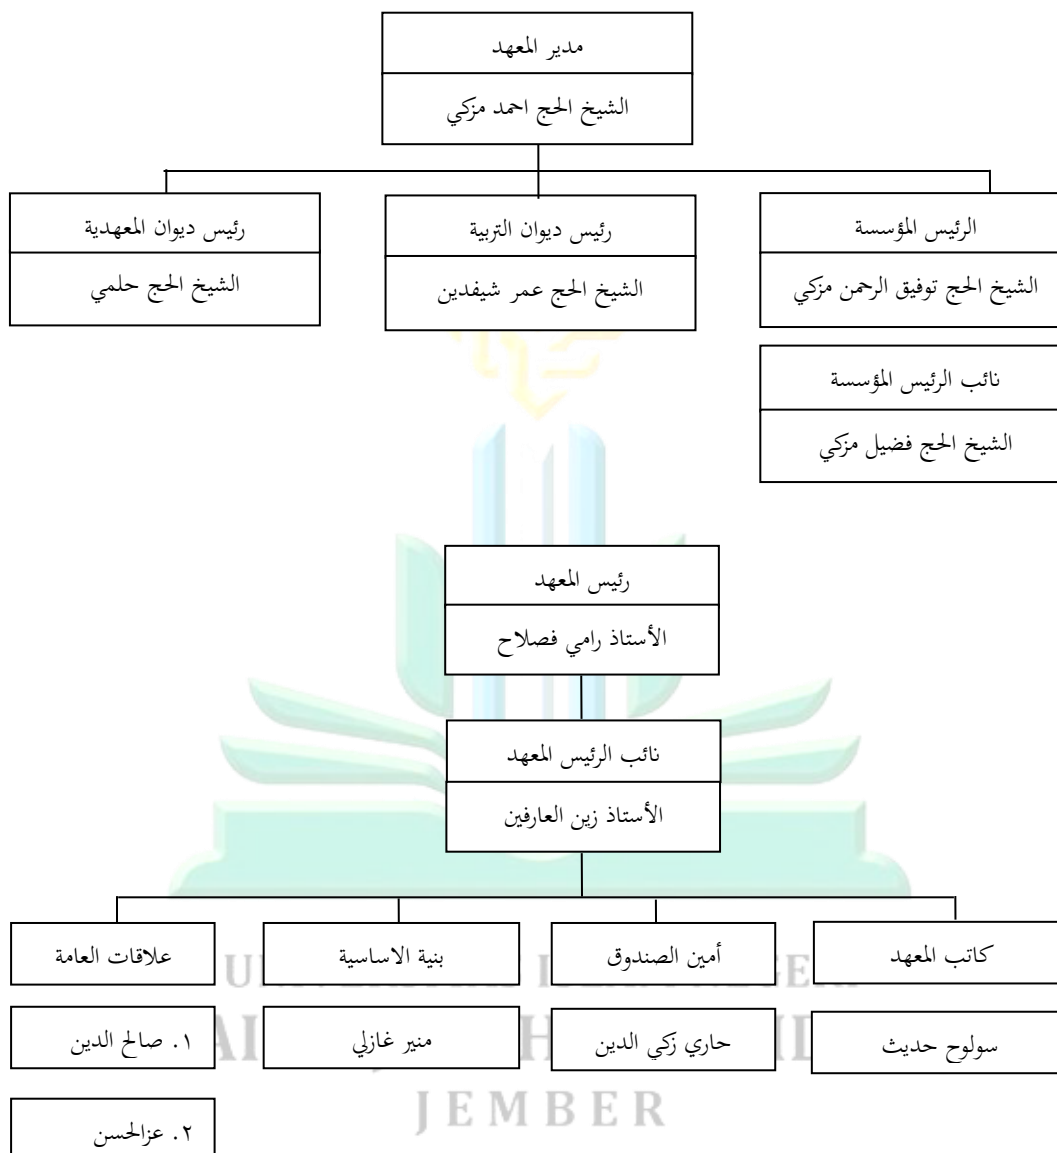 مدير المعهد
الشيخ الحج احمد مزكي
الرئيس المؤسسة
الشيخ الحج توفيق الرحمن مزكي
رئيس ديوان التربية
الشيخ الحج عمر شيفدين
رئيس ديوان المعهدية
الشيخ الحج حلمي
نائب الرئيس المؤسسة
الشيخ الحج فضيل مزكي
رئيس المعهد
الأستاذ رامي فصلاح
نائب الرئيس المعهد
الأستاذ زين العارفين
كاتب المعهد
أمين الصندوق
بنية الاساسية
علاقات العامة
سولوح حديث
حاري زكي الدين
منير غازلي
١. صالح الدين
٢. عزالحسن
JEMBER